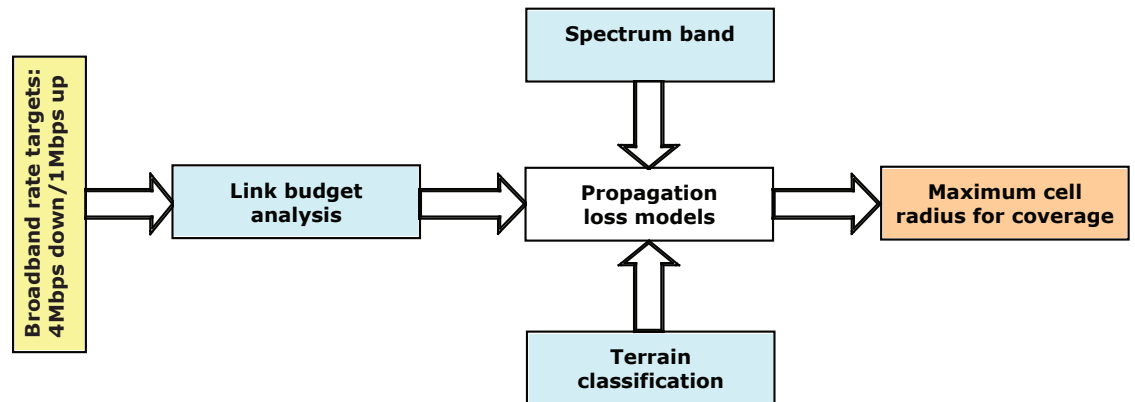 Broadband rate targets:
4Mbps down/1Mbps up
Link budget
analysis
Spectrum band
Propagation
loss models
Terrain
classification
Maximum cell
radius for coverage